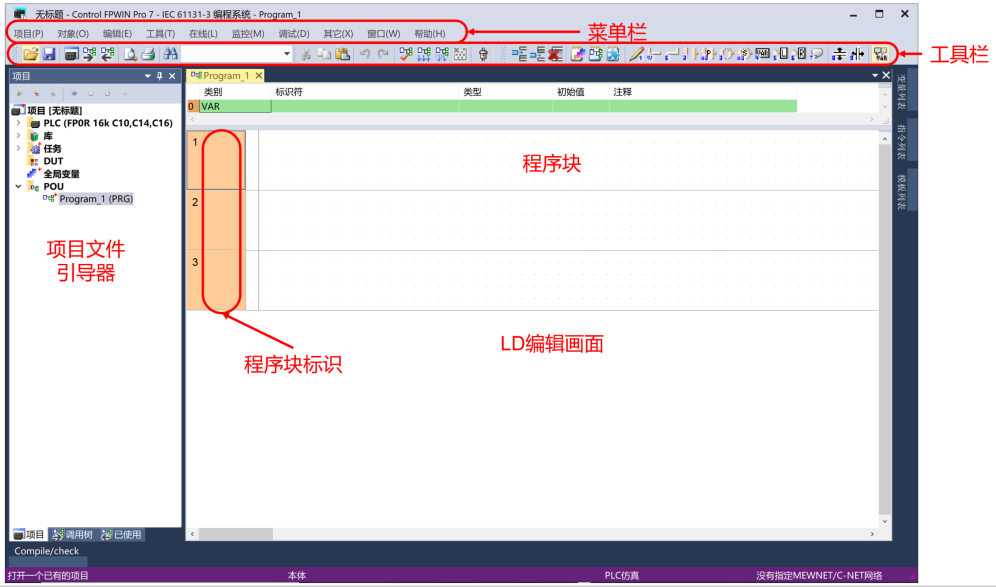 无标题 - Control FPWIN Pro 7 - IEC 61131-3 编程系统 - Program_1
项目(P) 对象(O) 编辑(E) 工具(T) 在线(L) 监控(M) 调试(D) 其它(X) 窗口(W) 帮助(H)
菜单栏
工具栏
项目
Program_1
类别 标识符 类型 初始值 注释
0 VAR
项目 [无标题]
PLC (FP0R 16k C10,C14,C16)
库
任务
DUT
全局变量
POU
Program_1 (PRG)
1
2
3
程序块
项目文件
引导器
程序块标识
LD编辑画面
变量列表
指令列表
模板列表
项目 调用树 已使用
Compile/check
打开一个已有的项目 本体 PLC仿真 没有指定MEWNET/C-NET网络